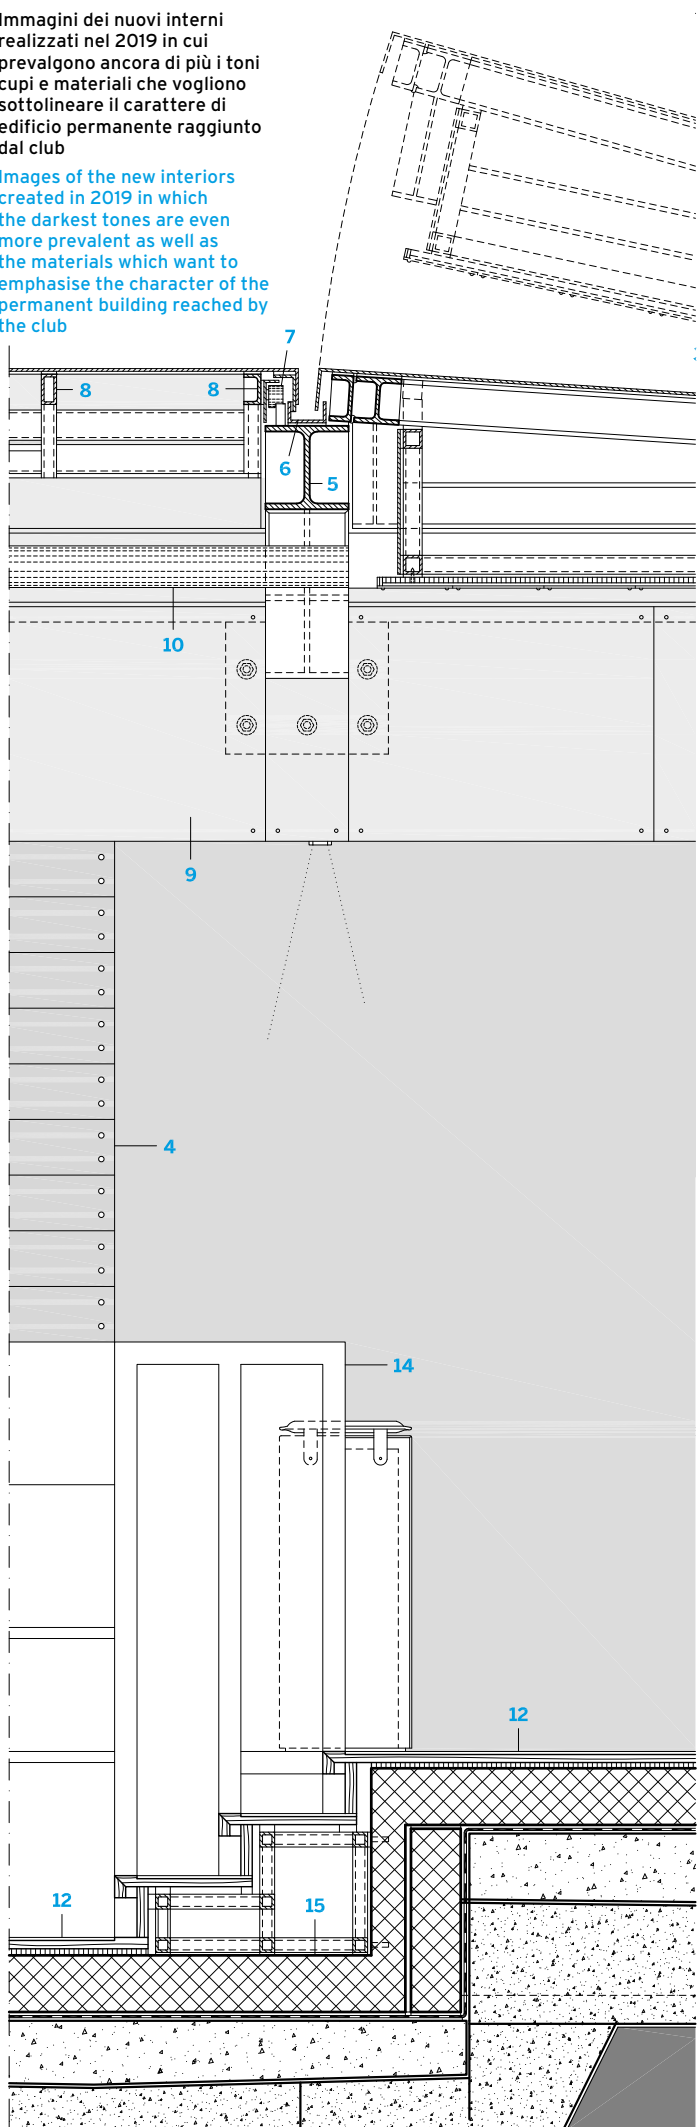 Immagini dei nuovi interni
realizzati nel 2019 in cui
prevalgono ancora di più i toni
cupi e materiali che vogliono
sottolineare il carattere di
edificio permanente raggiunto
dal club
Images of the new interiors
created in 2019 in which
the darkest tones are even
more prevalent as well as
the materials which want to
emphasise the character of the
permanent building reached by
the club
7
8
8
6
5
10
9
4
14
12
12
15